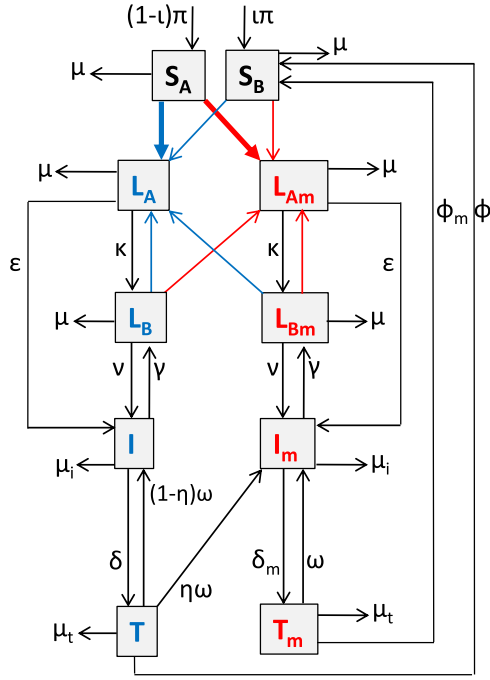 (1-ι)π ιπ
μ S_A S_B μ
μ L_A L_Am μ
ϕ_m ϕ
ε κ κ ε
μ L_B L_Bm μ
ν γ ν γ
I I_m
μ_i (1-η)ω μ_i
δ ηω δ_m ω
μ_t T T_m μ_t